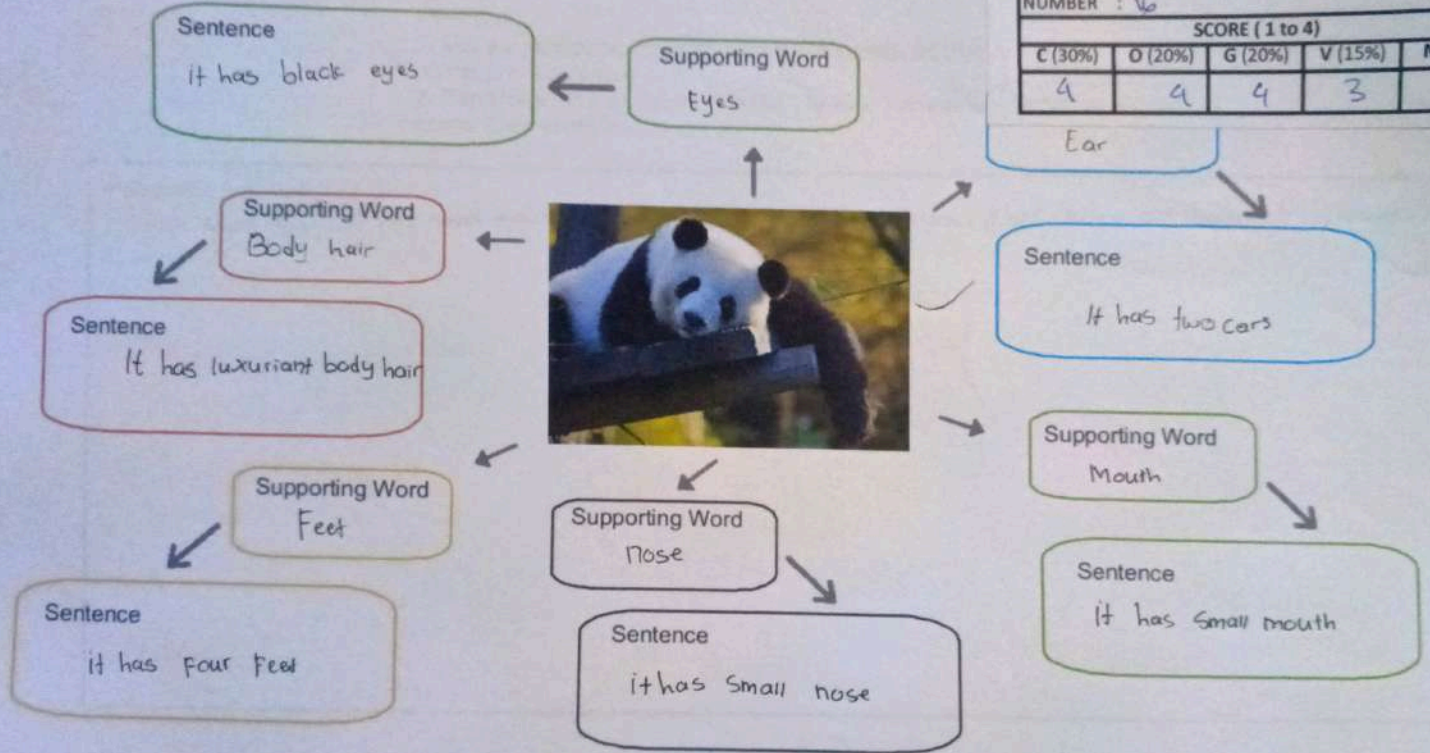 NUMBER : 16
SCORE ( 1 to 4)
C (30%) O (20%) G (20%) V (15%)
4 4 4 3
Sentence
it has black eyes
Supporting Word
Eyes
Ear
Supporting Word
Body hair
Sentence
It has two ears
Sentence
It has luxuriant body hair
Supporting Word
Mouth
Supporting Word
Feet
Supporting Word
nose
Sentence
it has small mouth
Sentence
it has Four Feet
Sentence
it has small nose